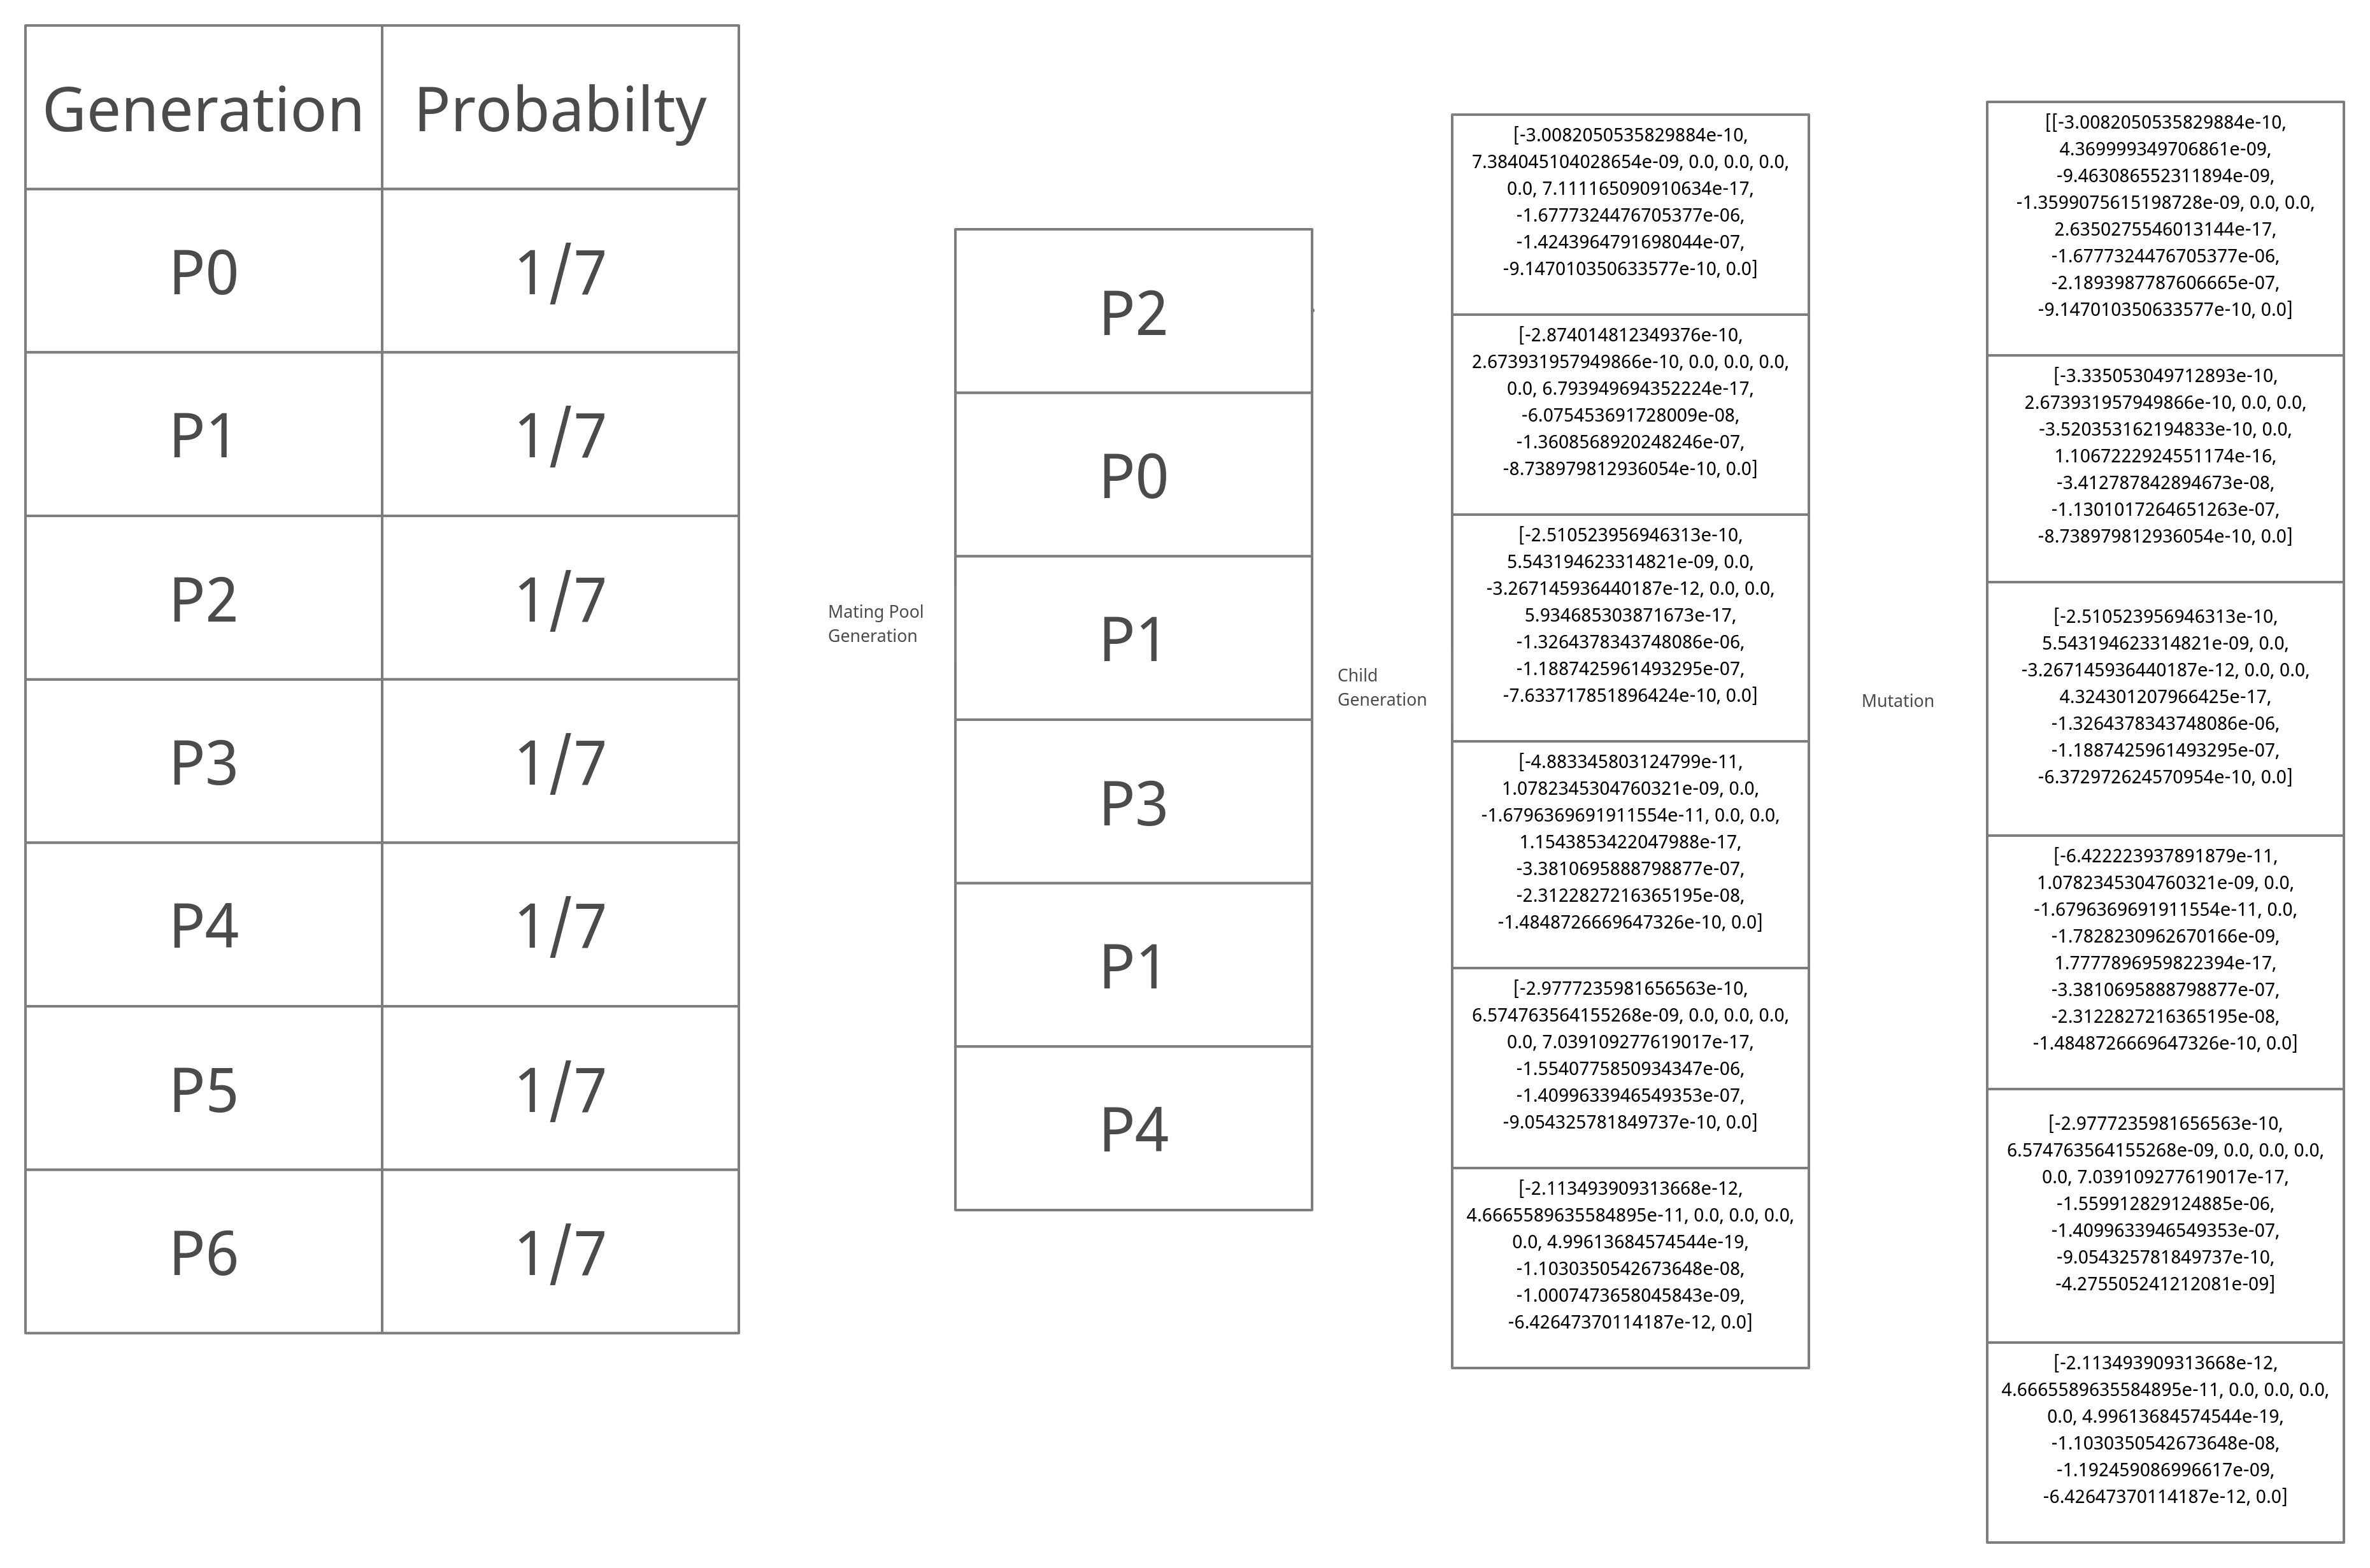 Generation Probabilty
P0 1/7
P1 1/7
P2 1/7
P3 1/7
P4 1/7
P5 1/7
P6 1/7
Mating Pool
Generation
P2
P0
P1
P3
P1
P4
Child
Generation
[-3.0082050535829884e-10,
7.384045104028654e-09, 0.0, 0.0, 0.0,
0.0, 7.111165090910634e-17,
-1.6777324476705377e-06,
-1.4243964791698044e-07,
-9.147010350633577e-10, 0.0]
[-2.874014812349376e-10,
2.673931957949866e-10, 0.0, 0.0, 0.0,
0.0, 6.793949694352224e-17,
-6.075453691728009e-08,
-1.3608568920248246e-07,
-8.738979812936054e-10, 0.0]
[-2.510523956946313e-10,
5.543194623314821e-09, 0.0,
-3.267145936440187e-12, 0.0, 0.0,
5.934685303871673e-17,
-1.3264378343748086e-06,
-1.1887425961493295e-07,
-7.633717851896424e-10, 0.0]
[-4.883345803124799e-11,
1.0782345304760321e-09, 0.0,
-1.6796369691911554e-11, 0.0, 0.0,
1.1543853422047988e-17,
-3.3810695888798877e-07,
-2.3122827216365195e-08,
-1.4848726669647326e-10, 0.0]
[-2.9777235981656563e-10,
6.574763564155268e-09, 0.0, 0.0, 0.0,
0.0, 7.039109277619017e-17,
-1.5540775850934347e-06,
-1.4099633946549353e-07,
-9.054325781849737e-10, 0.0]
[-2.113493909313668e-12,
4.6665589635584895e-11, 0.0, 0.0, 0.0,
0.0, 4.99613684574544e-19,
-1.1030350542673648e-08,
-1.0007473658045843e-09,
-6.42647370114187e-12, 0.0]
Mutation
[[-3.0082050535829884e-10,
4.369999349706861e-09,
-9.463086552311894e-09,
-1.3599075615198728e-09, 0.0, 0.0,
2.6350275546013144e-17,
-1.6777324476705377e-06,
-2.1893987787606665e-07,
-9.147010350633577e-10, 0.0]
[-3.335053049712893e-10,
2.673931957949866e-10, 0.0, 0.0,
-3.520353162194833e-10, 0.0,
1.1067222924551174e-16,
-3.412787842894673e-08,
-1.1301017264651263e-07,
-8.738979812936054e-10, 0.0]
[-2.510523956946313e-10,
5.543194623314821e-09, 0.0,
-3.267145936440187e-12, 0.0, 0.0,
4.324301207966425e-17,
-1.3264378343748086e-06,
-1.1887425961493295e-07,
-6.372972624570954e-10, 0.0]
[-6.422223937891879e-11,
1.0782345304760321e-09, 0.0,
-1.6796369691911554e-11, 0.0,
-1.7828230962670166e-09,
1.7777896959822394e-17,
-3.3810695888798877e-07,
-2.3122827216365195e-08,
-1.4848726669647326e-10, 0.0]
[-2.9777235981656563e-10,
6.574763564155268e-09, 0.0, 0.0, 0.0,
0.0, 7.039109277619017e-17,
-1.559912829124885e-06,
-1.4099633946549353e-07,
-9.054325781849737e-10,
-4.275505241212081e-09]
[-2.113493909313668e-12,
4.6665589635584895e-11, 0.0, 0.0, 0.0,
0.0, 4.99613684574544e-19,
-1.1030350542673648e-08,
-1.192459086996617e-09,
-6.42647370114187e-12, 0.0]